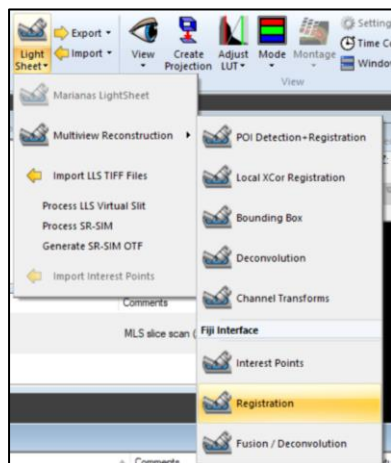 Export
Import
Light
Sheet
View
Create
Projection
Adjust
LUT
Mode
Montage
Setting
Time C
Window
View
Marianas LightSheet
Multiview Reconstruction
Import LLS TIFF Files
Process LLS Virtual Slit
Process SR-SIM
Generate SR-SIM OTF
Import Interest Points
POI Detection+Registration
Local XCor Registration
Bounding Box
Deconvolution
Channel Transforms
Fiji Interface
Interest Points
Registration
Fusion / Deconvolution
Comments
MLS slice scan (
Comments